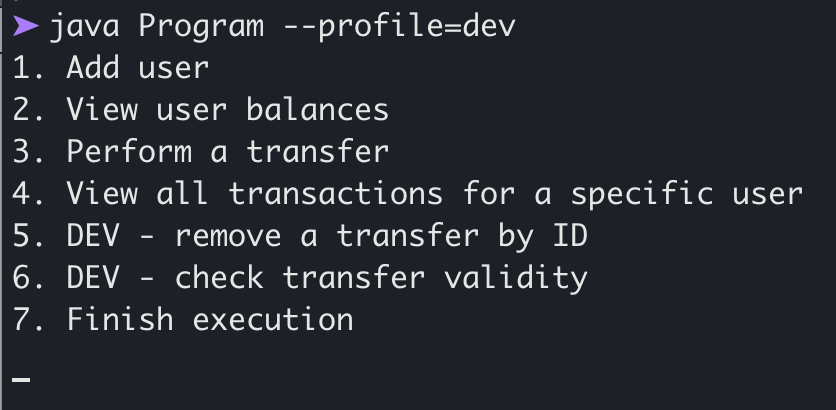 ➤ java Program --profile=dev
1. Add user
2. View user balances
3. Perform a transfer
4. View all transactions for a specific user
5. DEV - remove a transfer by ID
6. DEV - check transfer validity
7. Finish execution